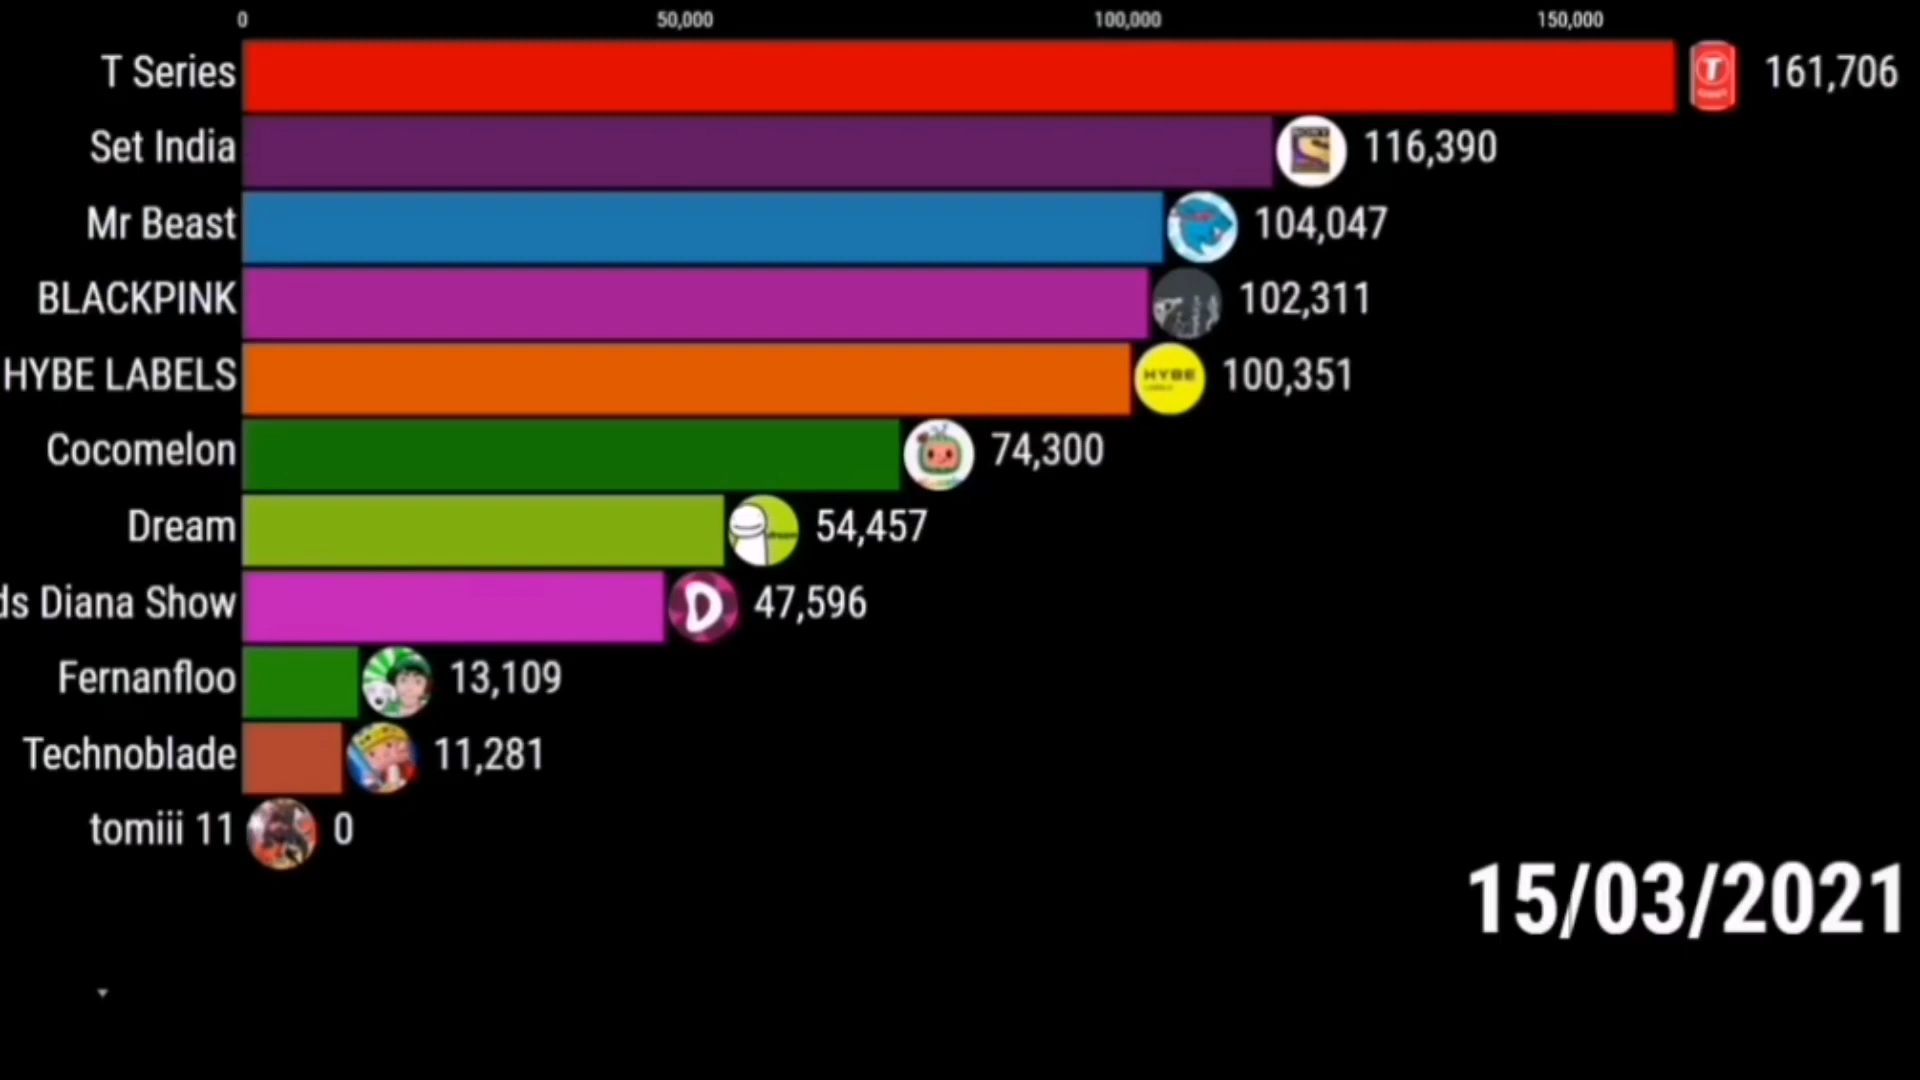 0 50,000 100,000 150,000
T Series 161,706
Set India 116,390
Mr Beast 104,047
BLACKPINK 102,311
HYBE LABELS HYBE 100,351
Cocomelon 74,300
Dream dream 54,457
ds Diana Show D 47,596
Fernanfloo 13,109
Technoblade 11,281
tomiii 11 0
15/03/2021